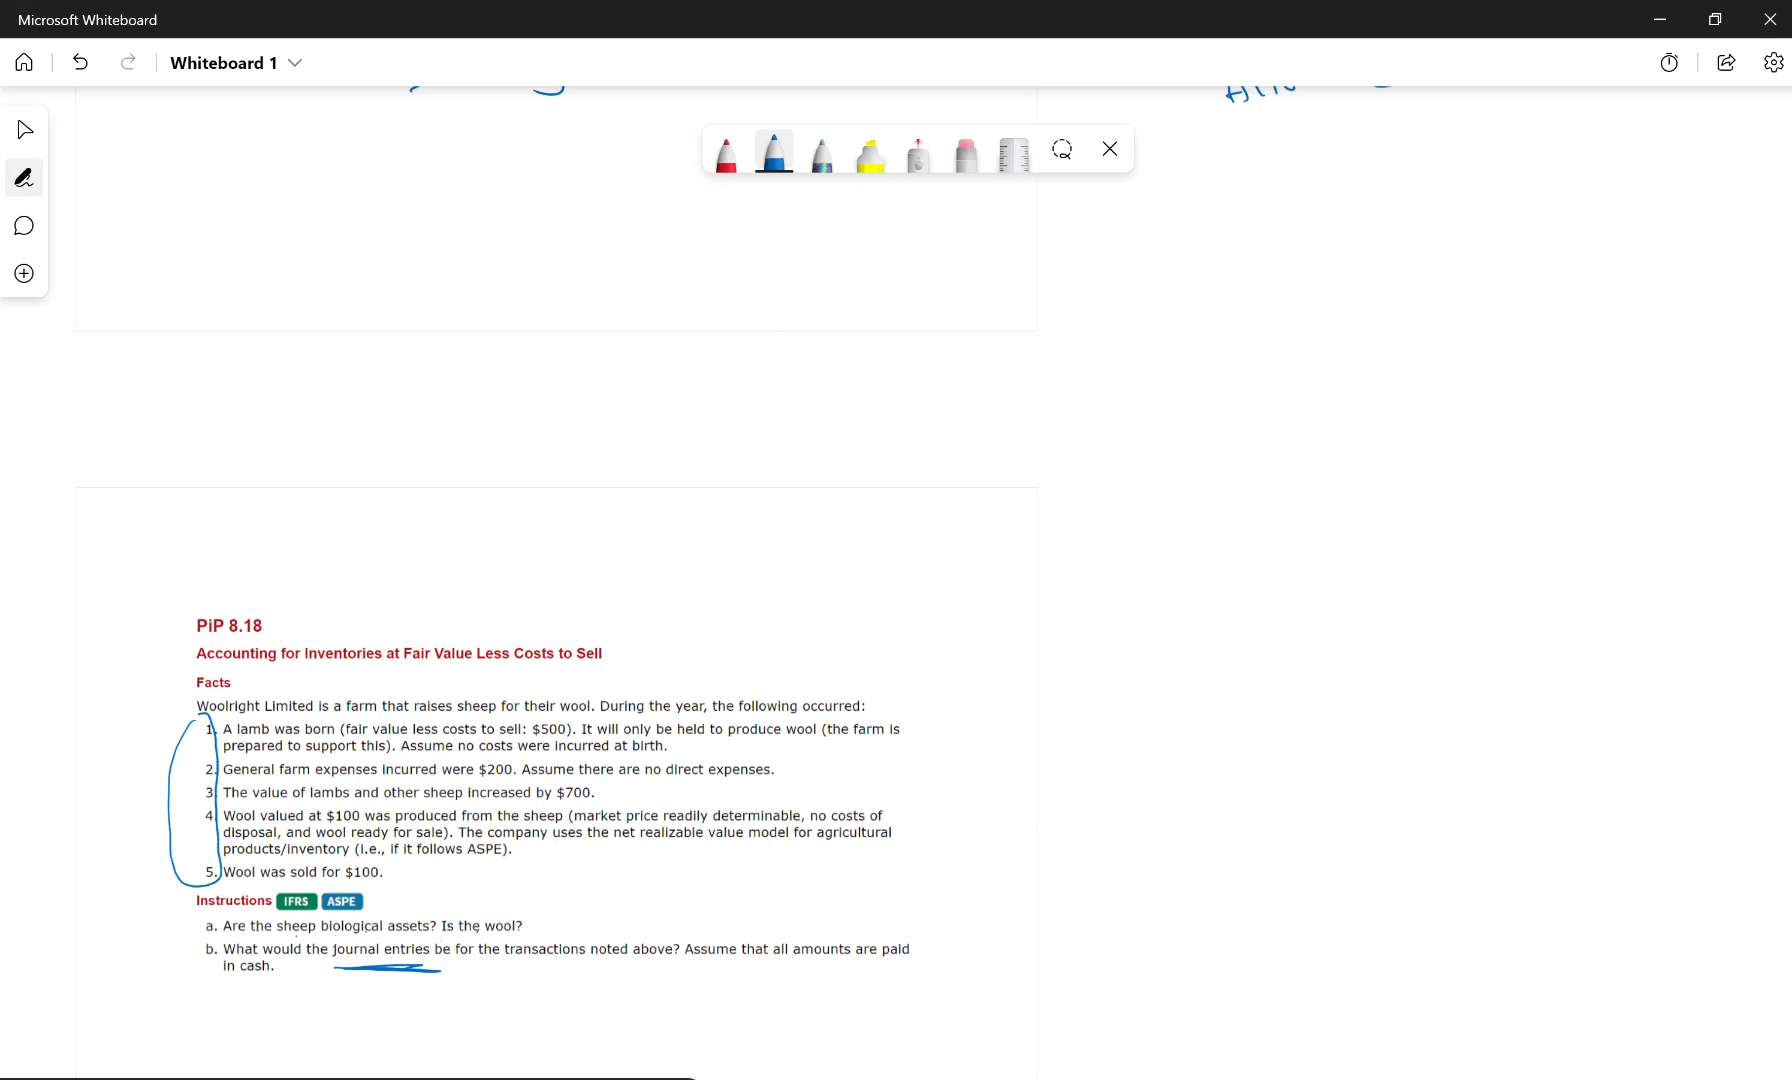 Microsoft Whiteboard
Whiteboard 1
PiP 8.18
Accounting for Inventories at Fair Value Less Costs to Sell
Facts
Woolright Limited is a farm that raises sheep for their wool. During the year, the following occurred:
1. A lamb was born (fair value less costs to sell: $500). It will only be held to produce wool (the farm is
prepared to support this). Assume no costs were incurred at birth.
2. General farm expenses incurred were $200. Assume there are no direct expenses.
3. The value of lambs and other sheep increased by $700.
4. Wool valued at $100 was produced from the sheep (market price readily determinable, no costs of
disposal, and wool ready for sale). The company uses the net realizable value model for agricultural
products/inventory (i.e., if it follows ASPE).
5. Wool was sold for $100.
Instructions IFRS ASPE
a. Are the sheep biological assets? Is the wool?
b. What would the journal entries be for the transactions noted above? Assume that all amounts are paid
in cash.